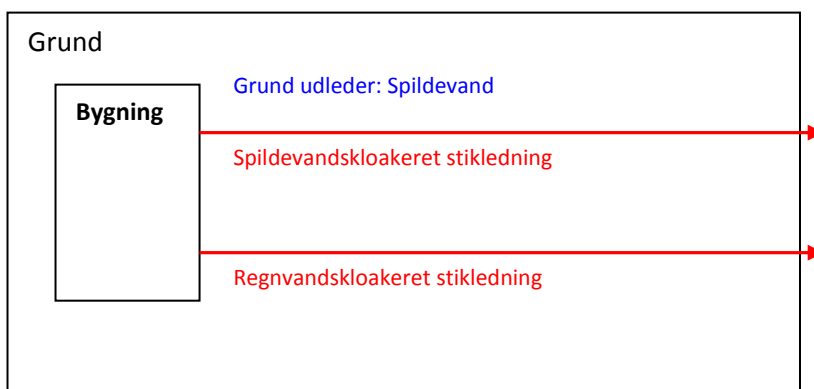 Grund
Grund udleder: Spildevand
Bygning
Spildevandskloakeret stikledning
Regnvandskloakeret stikledning